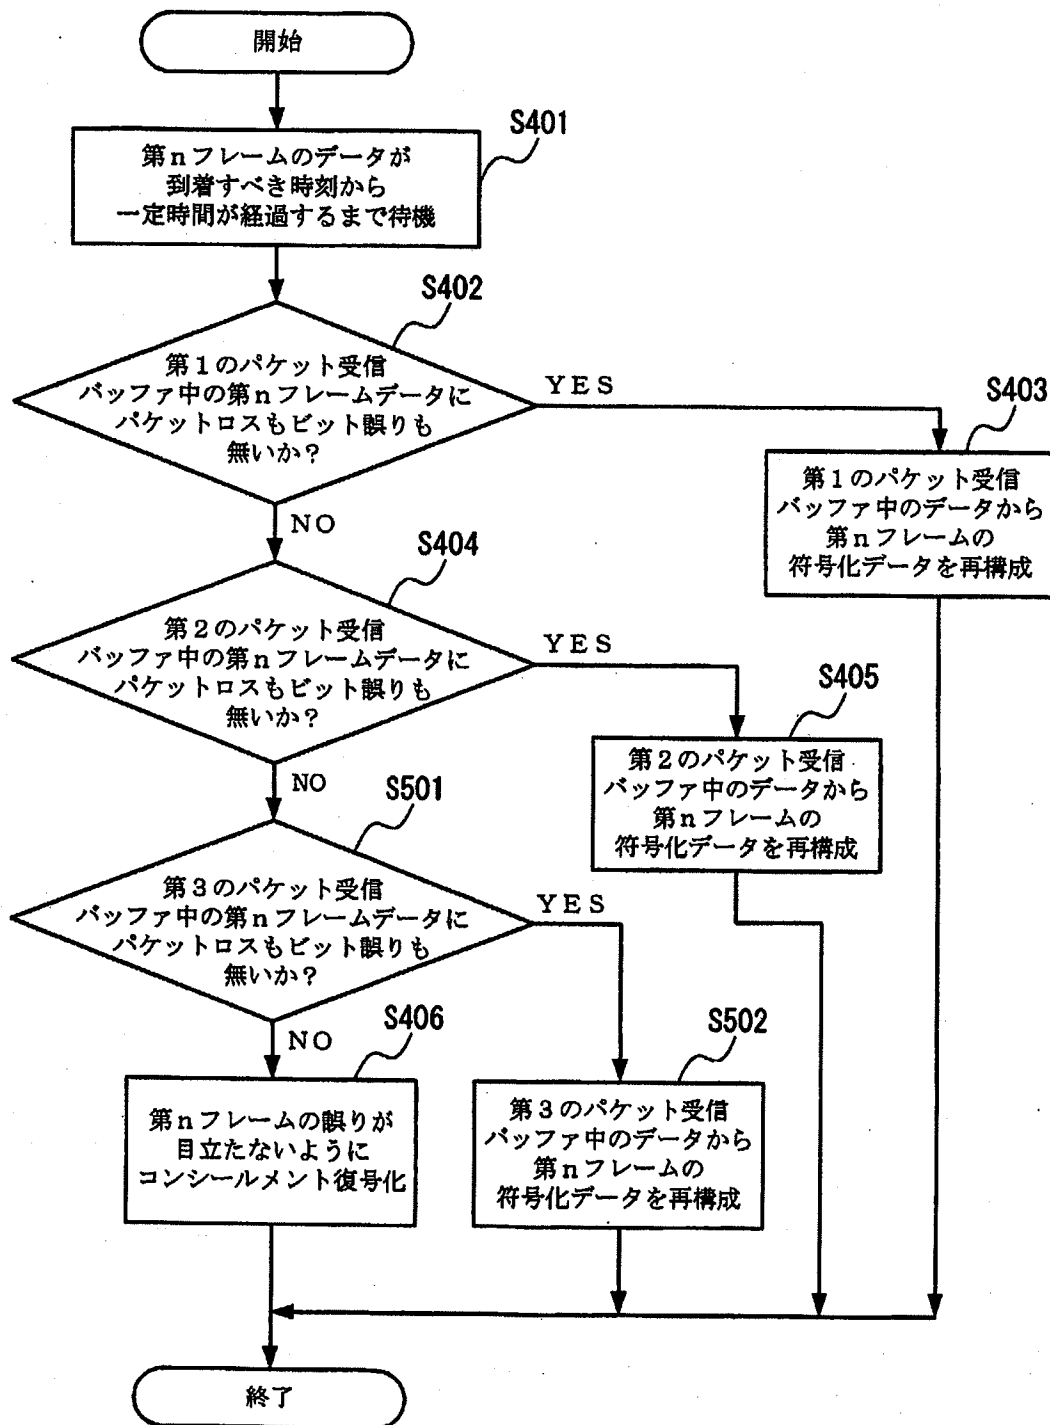 開始
S401
第nフレームのデータが
到着すべき時刻から
一定時間が経過するまで待機
S402
第1のパケット受信
バッファ中の第nフレームデータに
パケットロスもビット誤りも
無いか?
YES
NO
S403
第1のパケット受信
バッファ中のデータから
第nフレームの
符号化データを再構成
S404
第2のパケット受信
バッファ中の第nフレームデータに
パケットロスもビット誤りも
無いか?
YES
NO
S405
第2のパケット受信
バッファ中のデータから
第nフレームの
符号化データを再構成
S501
第3のパケット受信
バッファ中の第nフレームデータに
パケットロスもビット誤りも
無いか?
YES
NO
S406
第nフレームの誤りが
目立たないように
コンシールメント復号化
S502
第3のパケット受信
バッファ中のデータから
第nフレームの
符号化データを再構成
終了